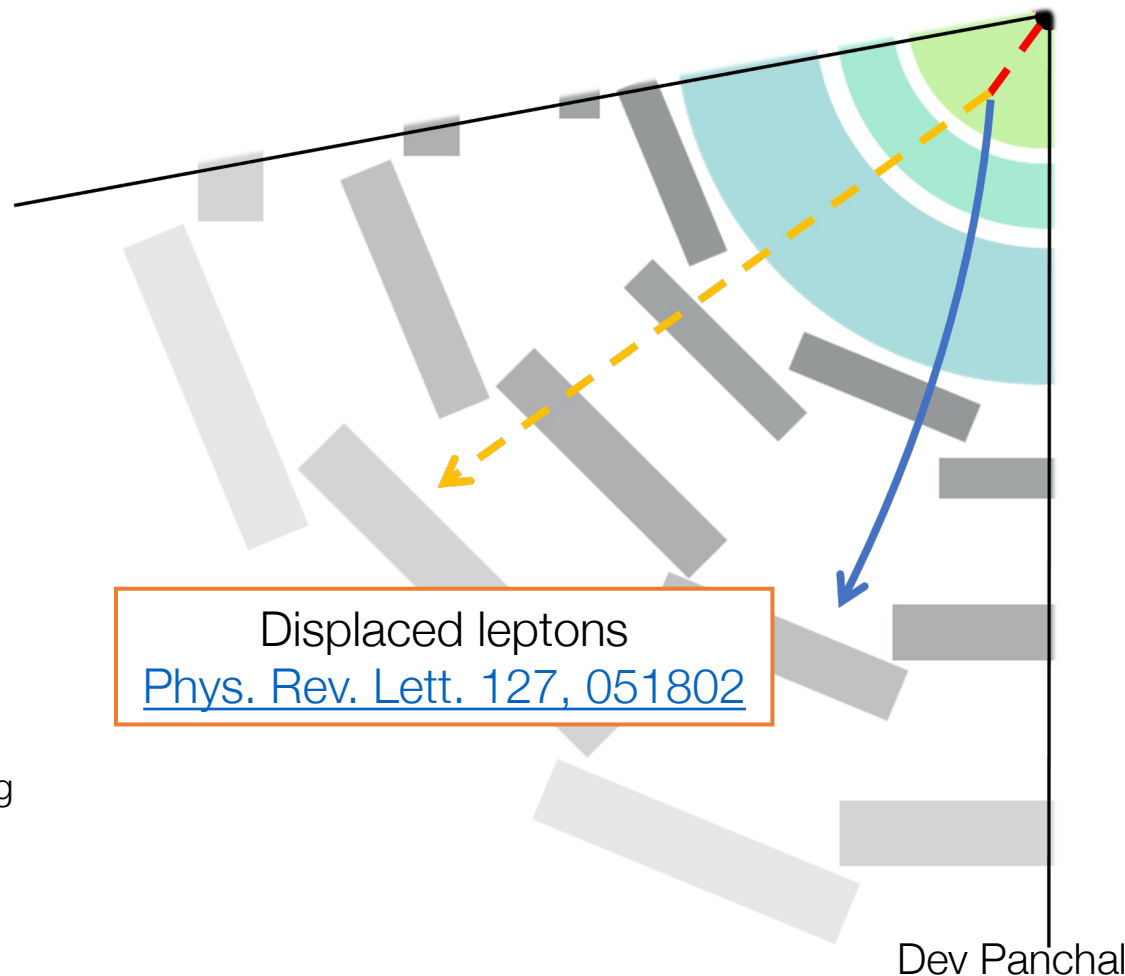 Displaced leptons
Phys. Rev. Lett. 127, 051802
g
Dev Panchal